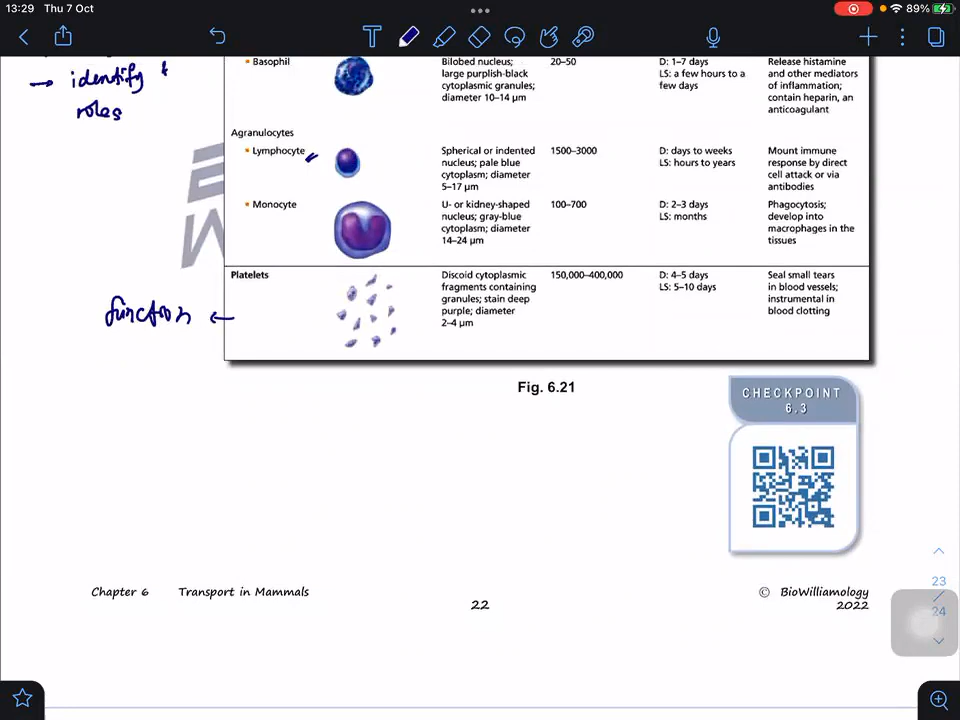 13:29 Thu 7 Oct
89%
→ identify
roles
Basophil
Bilobed nucleus;
large purplish-black
cytoplasmic granules;
diameter 10–14 µm
20–50
D: 1–7 days
LS: a few hours to a
few days
Release histamine
and other mediators
of inflammation;
contain heparin, an
anticoagulant
Agranulocytes
Lymphocyte
Spherical or indented
nucleus; pale blue
cytoplasm; diameter
5–17 µm
1500–3000
D: days to weeks
LS: hours to years
Mount immune
response by direct
cell attack or via
antibodies
Monocyte
U- or kidney-shaped
nucleus; gray-blue
cytoplasm; diameter
14–24 µm
100–700
D: 2–3 days
LS: months
Phagocytosis;
develop into
macrophages in the
tissues
Platelets
Discoid cytoplasmic
fragments containing
granules; stain deep
purple; diameter
2–4 µm
150,000–400,000
D: 4–5 days
LS: 5–10 days
Seal small tears
in blood vessels;
instrumental in
blood clotting
function ←
Fig. 6.21
CHECKPOINT
6.3
Chapter 6 Transport in Mammals
22
© BioWilliamology
2022
23
/
24